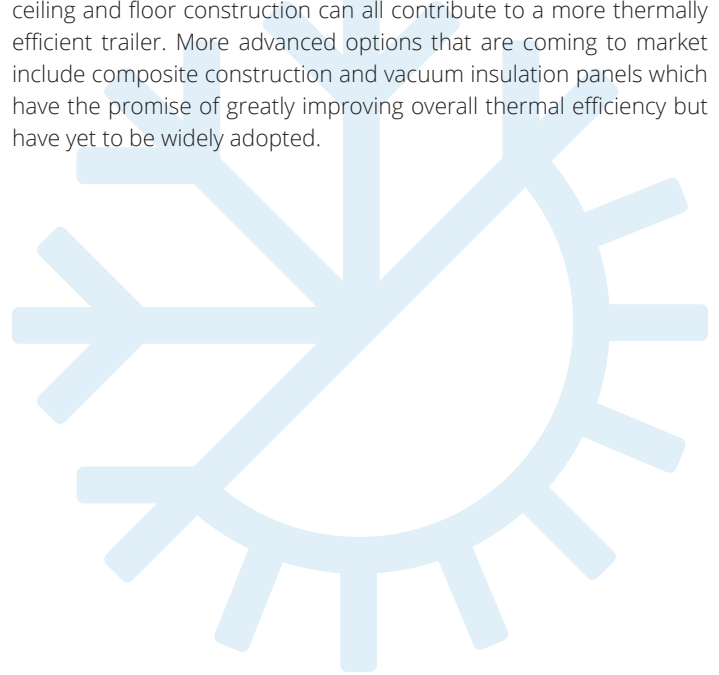 ceiling and floor construction can all contribute to a more thermally
efficient trailer. More advanced options that are coming to market
include composite construction and vacuum insulation panels which
have the promise of greatly improving overall thermal efficiency but
have yet to be widely adopted.